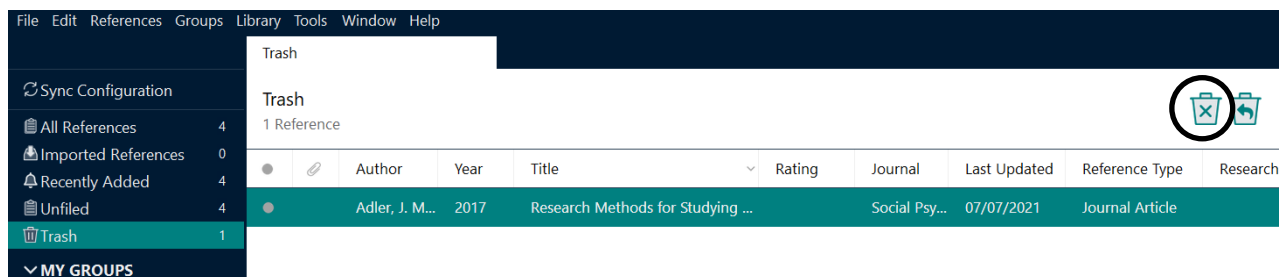 File Edit References Groups Library Tools Window Help
Trash
Sync Configuration
Trash
1 Reference
All References 4
Imported References 0
Recently Added 4
Unfiled 4
Trash 1
MY GROUPS
Author Year Title Rating Journal Last Updated Reference Type Research
Adler, J. M... 2017 Research Methods for Studying ... Social Psy... 07/07/2021 Journal Article